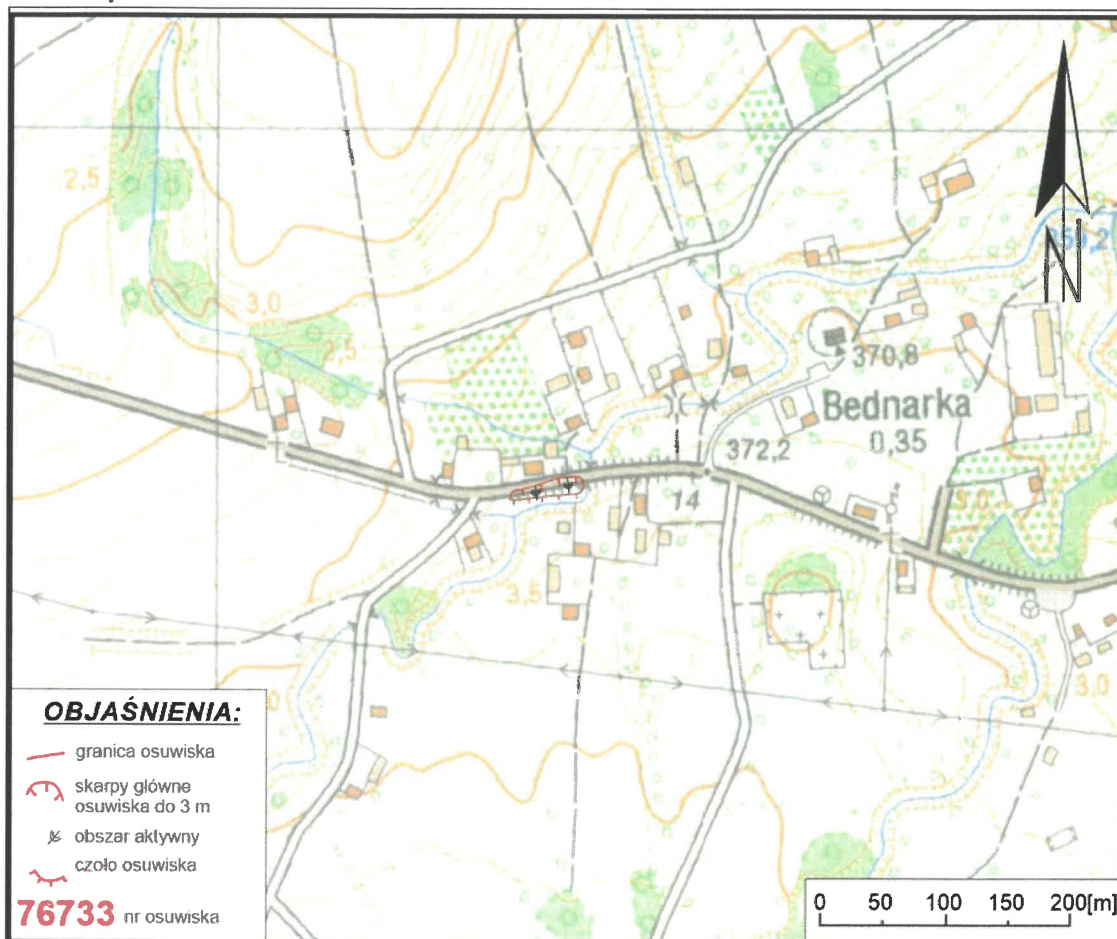 2,5
359,2
3,0
2,5
370,8
Bednarka
0,35
372,2
14
3,0
3,5
3,0
OBJAŚNIENIA:
granica osuwiska
skarpy główne
osuwiska do 3 m
obszar aktywny
czoło osuwiska
76733 nr osuwiska
0 50 100 150 200[m]
N